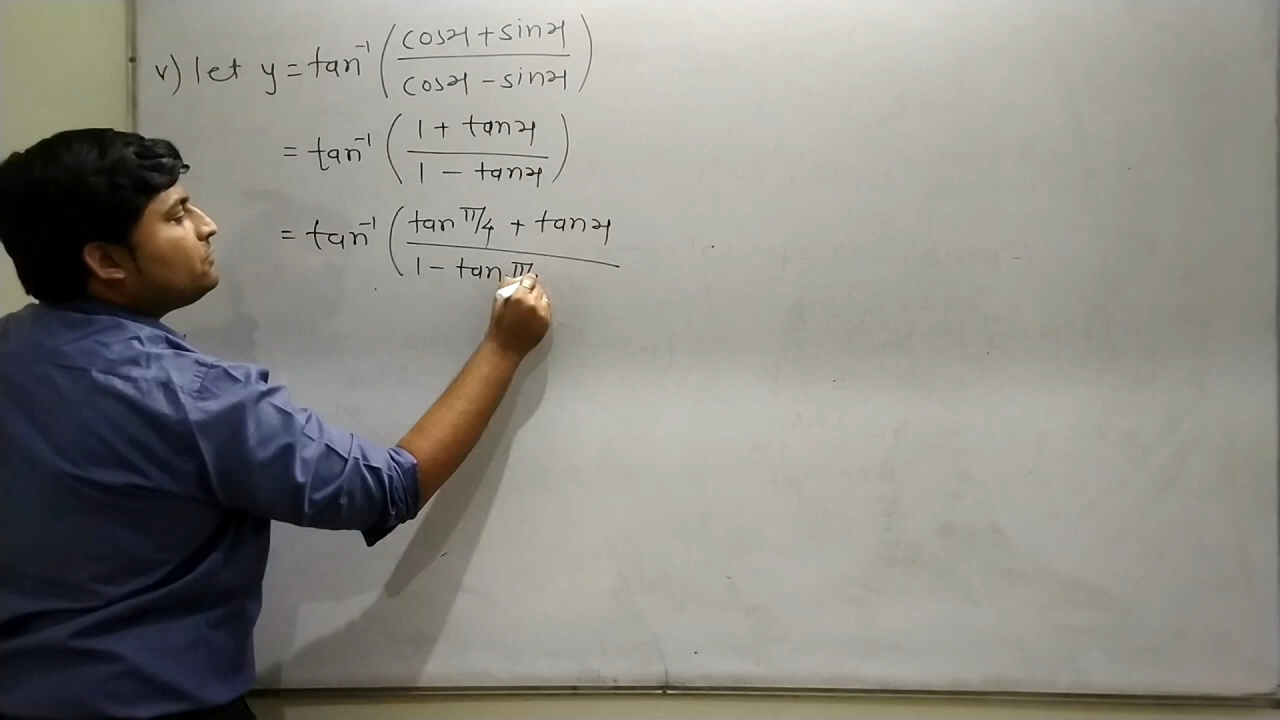 v) let y = tan⁻¹ ( (cosx + sinx) / (cosx - sinx) )
= tan⁻¹ ( (1 + tanx) / (1 - tanx) )
= tan⁻¹ ( (tan π/4 + tanx) / (1 - tan π/